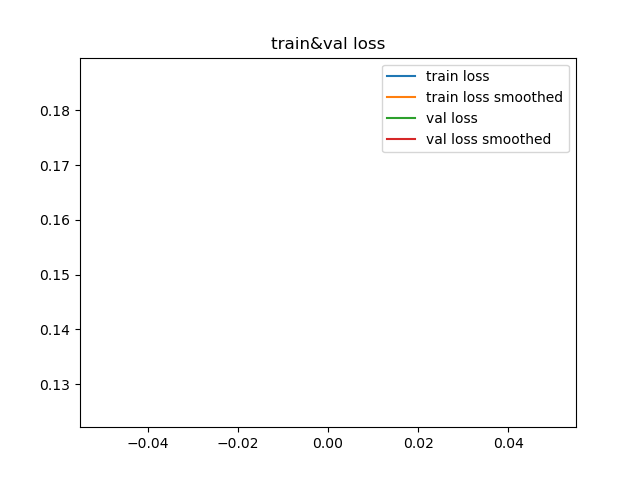 train&val loss
train loss
train loss smoothed
val loss
val loss smoothed
0.18
0.17
0.16
0.15
0.14
0.13
−0.04 −0.02 0.00 0.02 0.04